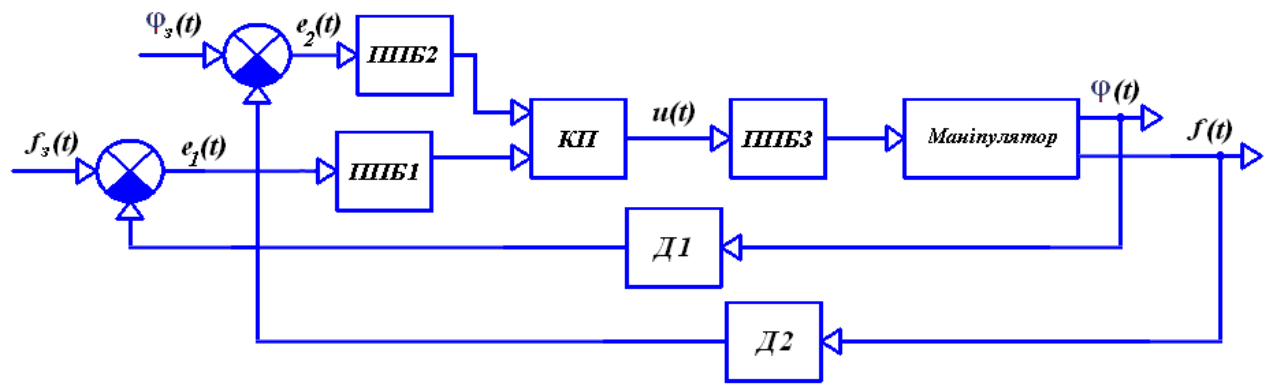 φз(t)
e2(t)
ППБ2
fз(t)
e1(t)
ППБ1
КП
u(t)
ППБ3
Маніпулятор
φ(t)
f(t)
Д1
Д2